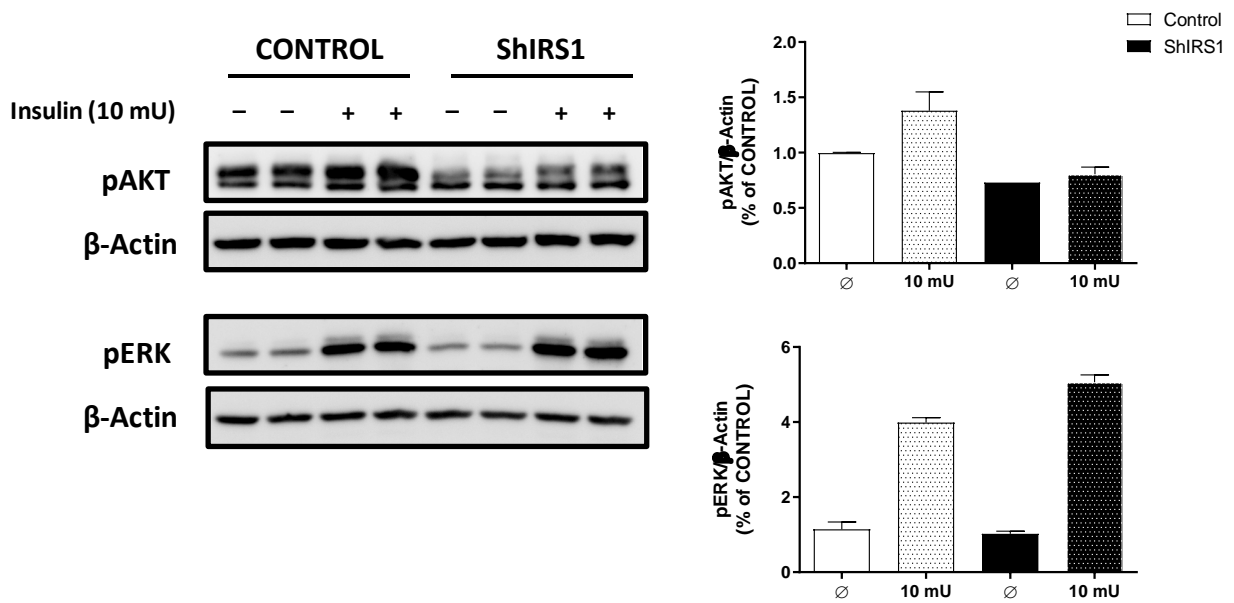 CONTROL ShIRS1
Insulin (10 mU) – – + + – – + +
pAKT
β-Actin
pERK
β-Actin
Control
ShIRS1
pAKT/β-Actin
(% of CONTROL)
2.0
1.5
1.0
0.5
0.0
∅ 10 mU ∅ 10 mU
pERK/β-Actin
(% of CONTROL)
6
4
2
0
∅ 10 mU ∅ 10 mU